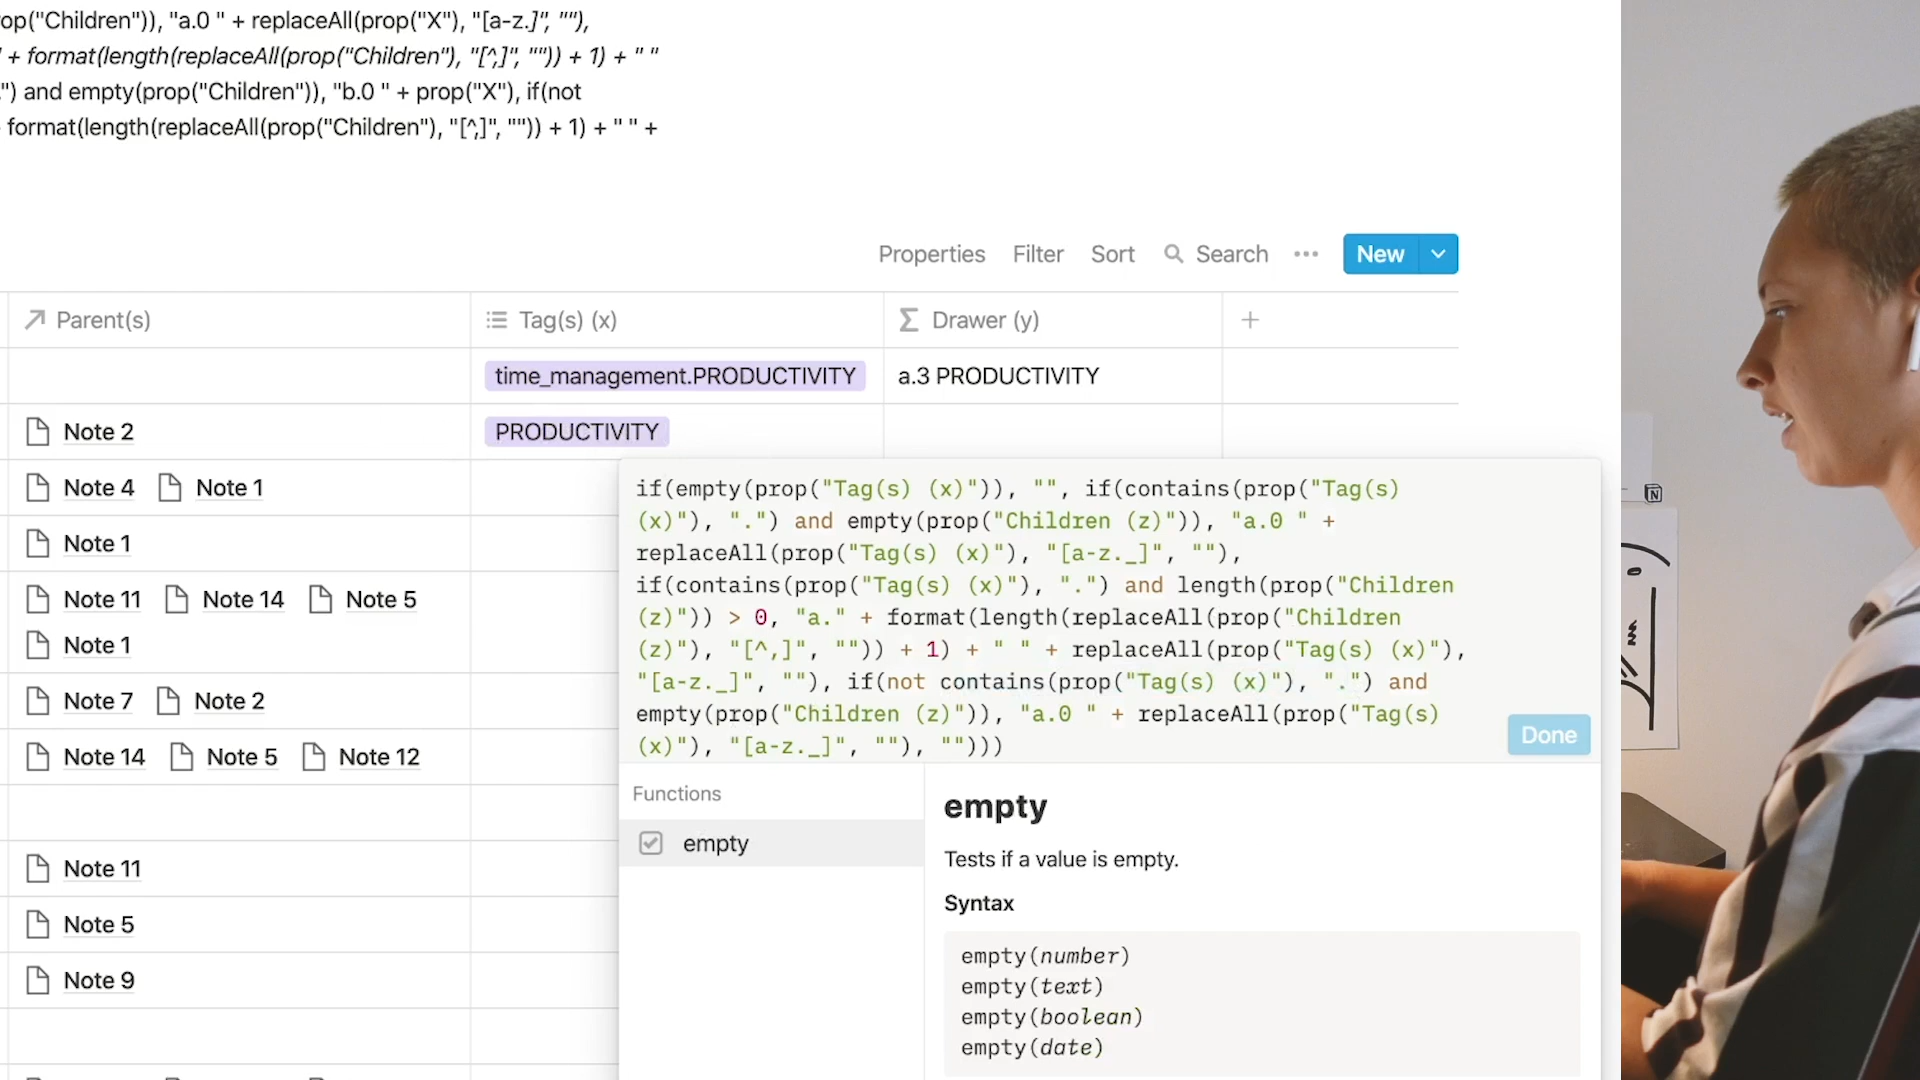 op("Children")), "a.0 " + replaceAll(prop("X"), "[a-z.]", ""),
" + format(length(replaceAll(prop("Children"), "[^,]", "")) + 1) + " "
") and empty(prop("Children")), "b.0 " + prop("X"), if(not
format(length(replaceAll(prop("Children"), "[^,]", "")) + 1) + " " +
Properties Filter Sort Search ••• New
Parent(s) Tag(s) (x) Drawer (y) +
time_management.PRODUCTIVITY a.3 PRODUCTIVITY
Note 2 PRODUCTIVITY
Note 4 Note 1
Note 1
Note 11 Note 14 Note 5
Note 1
Note 7 Note 2
Note 14 Note 5 Note 12
Note 11
Note 5
Note 9
if(empty(prop("Tag(s) (x)")), "", if(contains(prop("Tag(s)
(x)"), ".") and empty(prop("Children (z)")), "a.0 " +
replaceAll(prop("Tag(s) (x)"), "[a-z._]", ""),
if(contains(prop("Tag(s) (x)"), ".") and length(prop("Children
(z)")) > 0, "a." + format(length(replaceAll(prop("Children
(z)"), "[^,]", "")) + 1) + " " + replaceAll(prop("Tag(s) (x)"),
"[a-z._]", ""), if(not contains(prop("Tag(s) (x)"), ".") and
empty(prop("Children (z)")), "a.0 " + replaceAll(prop("Tag(s)
(x)"), "[a-z._]", ""), "")))
Done
Functions
empty
empty
Tests if a value is empty.
Syntax
empty(number)
empty(text)
empty(boolean)
empty(date)
N